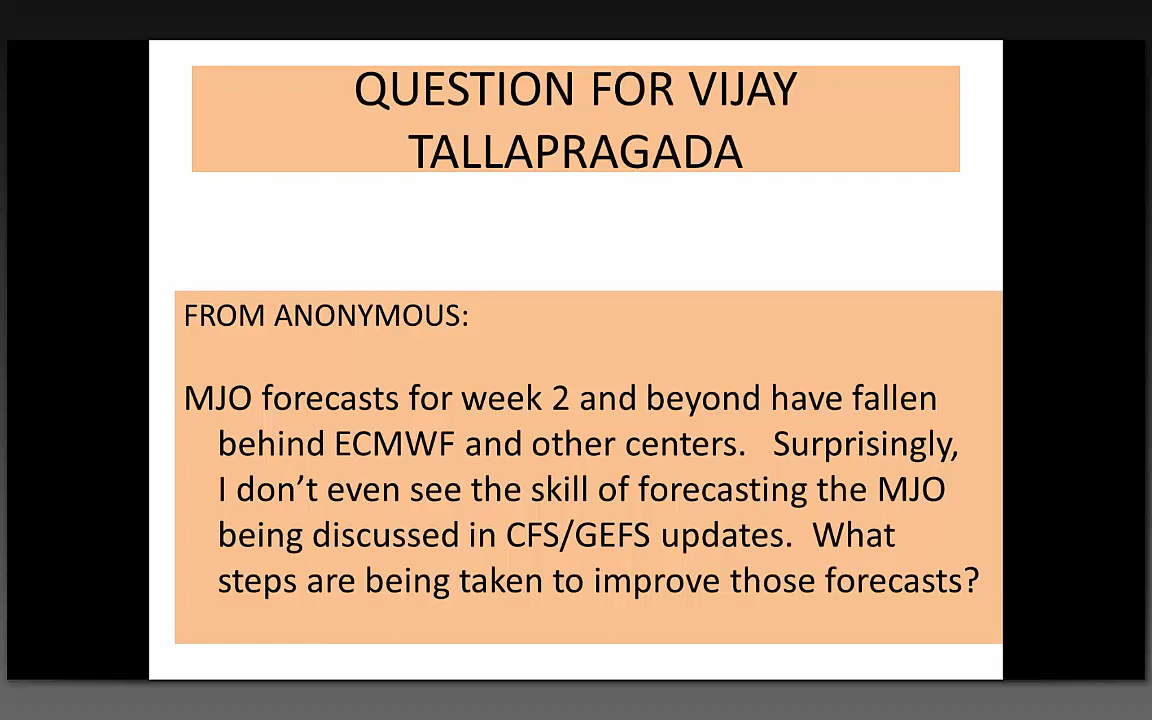 QUESTION FOR VIJAY
TALLAPRAGADA
FROM ANONYMOUS:
MJO forecasts for week 2 and beyond have fallen
behind ECMWF and other centers.   Surprisingly,
I don’t even see the skill of forecasting the MJO
being discussed in CFS/GEFS updates.  What
steps are being taken to improve those forecasts?